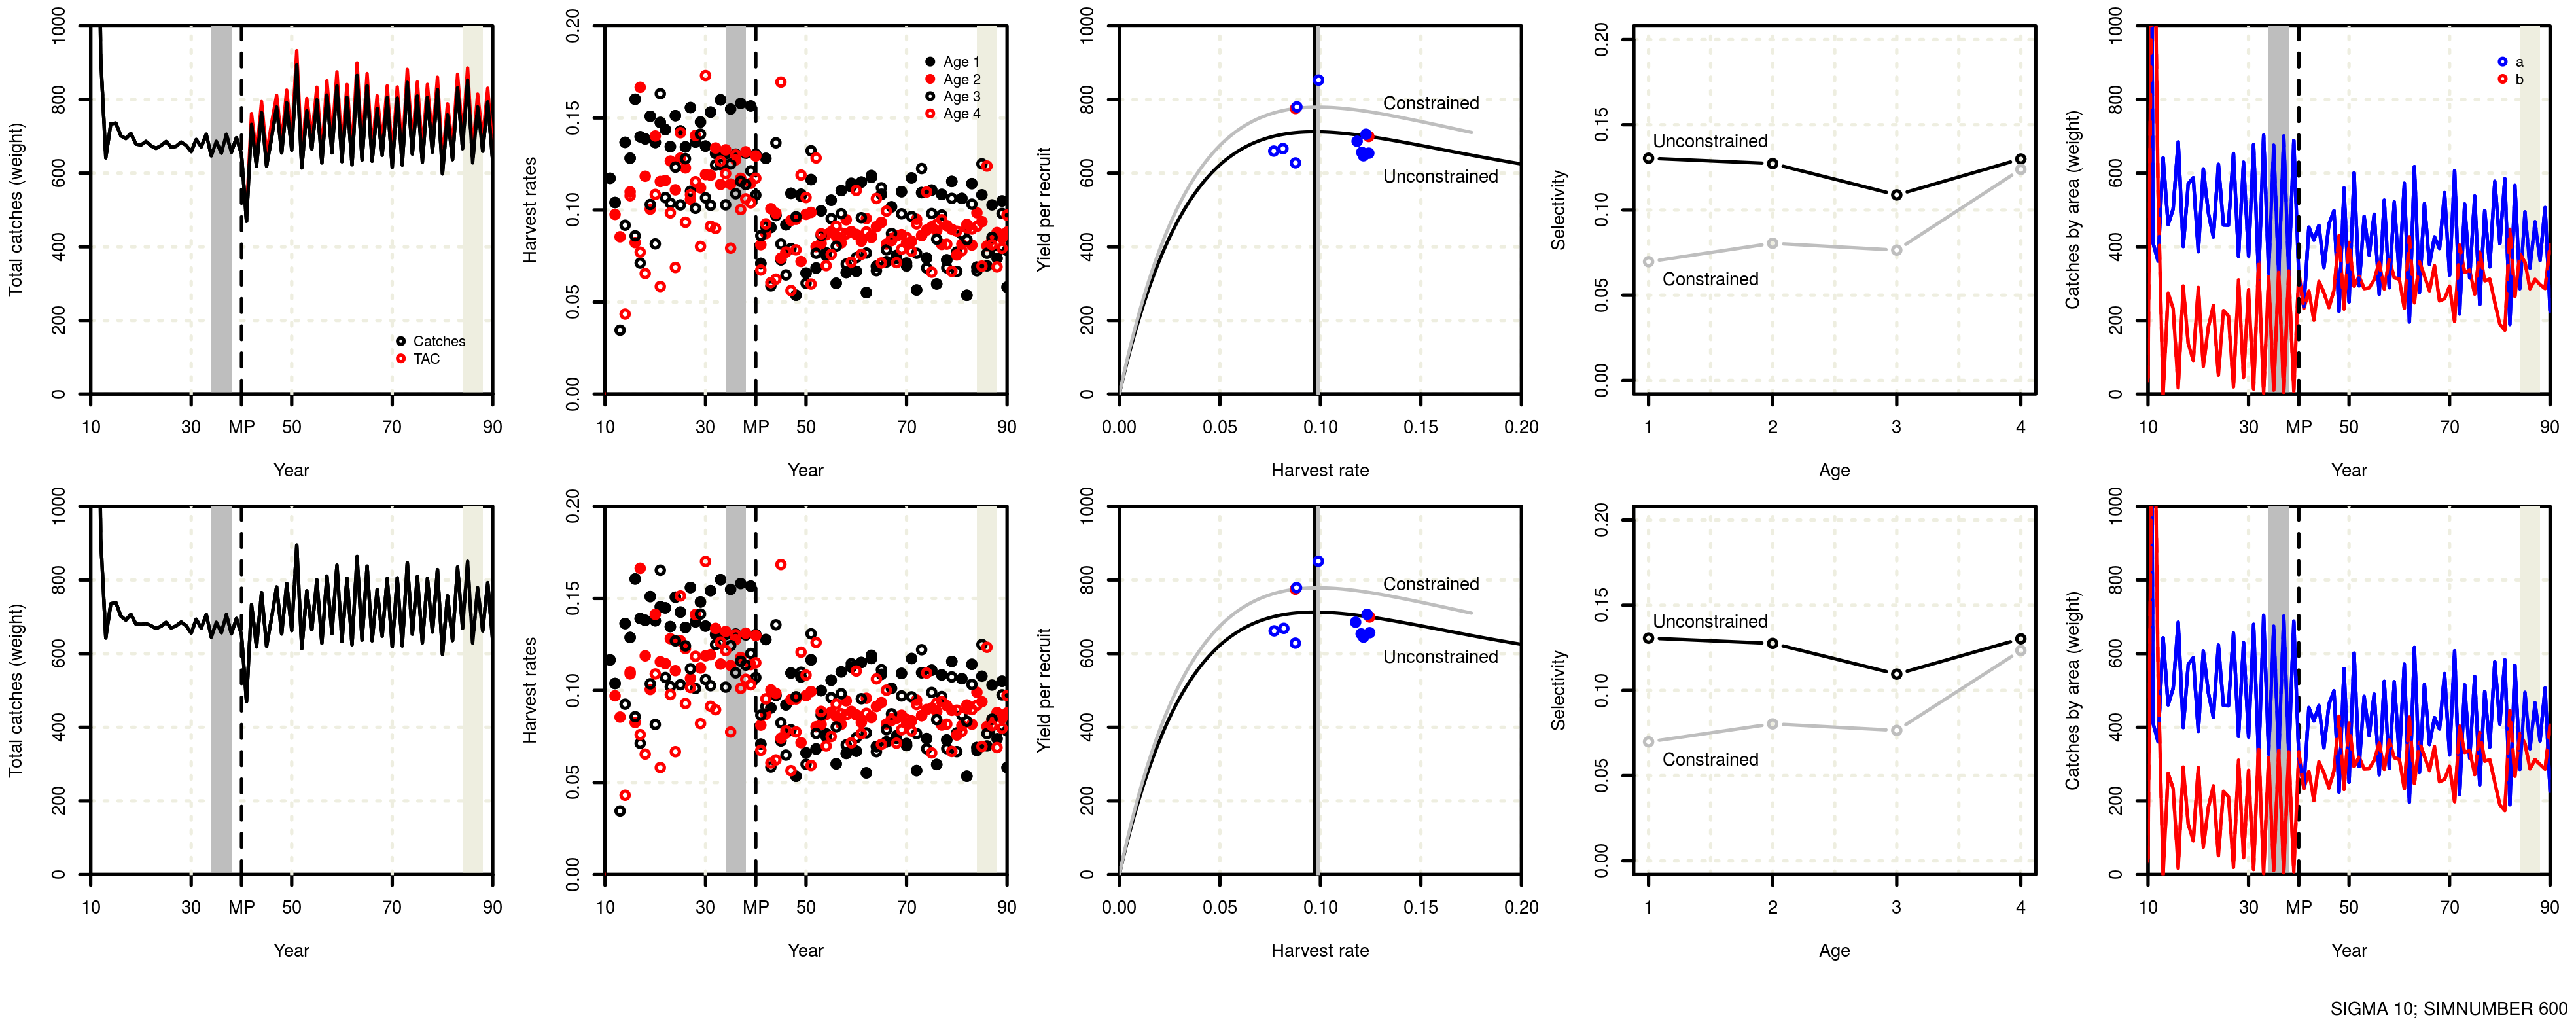 Total catches (weight)
0 200 400 600 800 1000
10 30 MP 50 70 90
Year
Catches
TAC
Harvest rates
0.00 0.05 0.10 0.15 0.20
10 30 MP 50 70 90
Year
Age 1
Age 2
Age 3
Age 4
Yield per recruit
0 200 400 600 800 1000
0.00 0.05 0.10 0.15 0.20
Harvest rate
Constrained
Unconstrained
Selectivity
0.00 0.05 0.10 0.15 0.20
1 2 3 4
Age
Unconstrained
Constrained
Catches by area (weight)
0 200 400 600 800 1000
10 30 MP 50 70 90
Year
a
b
Total catches (weight)
0 200 400 600 800 1000
10 30 MP 50 70 90
Year
Harvest rates
0.00 0.05 0.10 0.15 0.20
10 30 MP 50 70 90
Year
Yield per recruit
0 200 400 600 800 1000
0.00 0.05 0.10 0.15 0.20
Harvest rate
Constrained
Unconstrained
Selectivity
0.00 0.05 0.10 0.15 0.20
1 2 3 4
Age
Unconstrained
Constrained
Catches by area (weight)
0 200 400 600 800 1000
10 30 MP 50 70 90
Year
SIGMA 10; SIMNUMBER 600